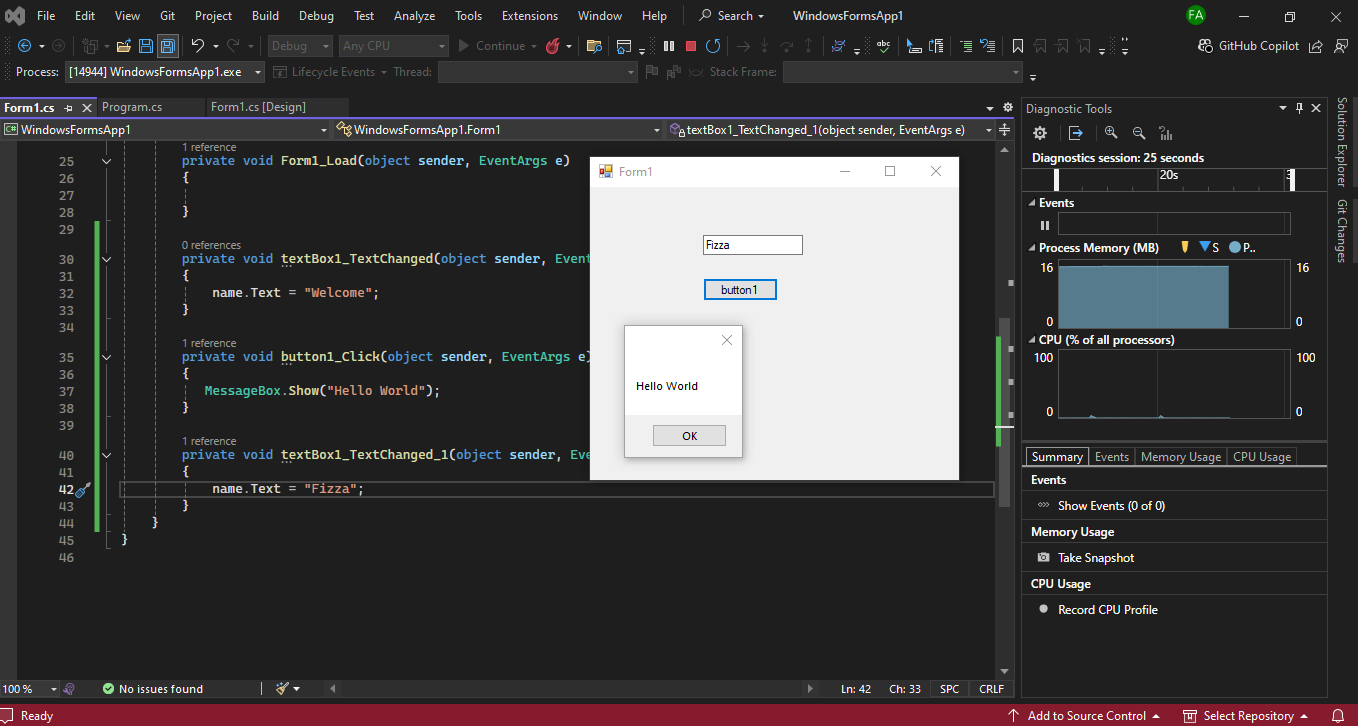 File Edit View Git Project Build Debug Test Analyze Tools Extensions Window Help Search WindowsFormsApp1 FA
Debug Any CPU Continue GitHub Copilot
Process: [14944] WindowsFormsApp1.exe Lifecycle Events Thread: Stack Frame:
Form1.cs Program.cs Form1.cs [Design]
C# WindowsFormsApp1 WindowsFormsApp1.Form1 textBox1_TextChanged_1(object sender, EventArgs e)
1 reference
25 private void Form1_Load(object sender, EventArgs e)
26 {
27
28 }
29
0 references
30 private void textBox1_TextChanged(object sender, Event
31 {
32 name.Text = "Welcome";
33 }
34
1 reference
35 private void button1_Click(object sender, EventArgs e)
36 {
37 MessageBox.Show("Hello World");
38 }
39
1 reference
40 private void textBox1_TextChanged_1(object sender, Eve
41 {
42 name.Text = "Fizza";
43 }
44 }
45 }
46
Form1
Fizza
button1
Hello World
OK
Diagnostic Tools
Diagnostics session: 25 seconds
20s
Events
Process Memory (MB) S P..
16 16
0 0
CPU (% of all processors)
100 100
0 0
Summary Events Memory Usage CPU Usage
Events
Show Events (0 of 0)
Memory Usage
Take Snapshot
CPU Usage
Record CPU Profile
Solution Explorer
Git Changes
100 % No issues found Ln: 42 Ch: 33 SPC CRLF
Ready Add to Source Control Select Repository